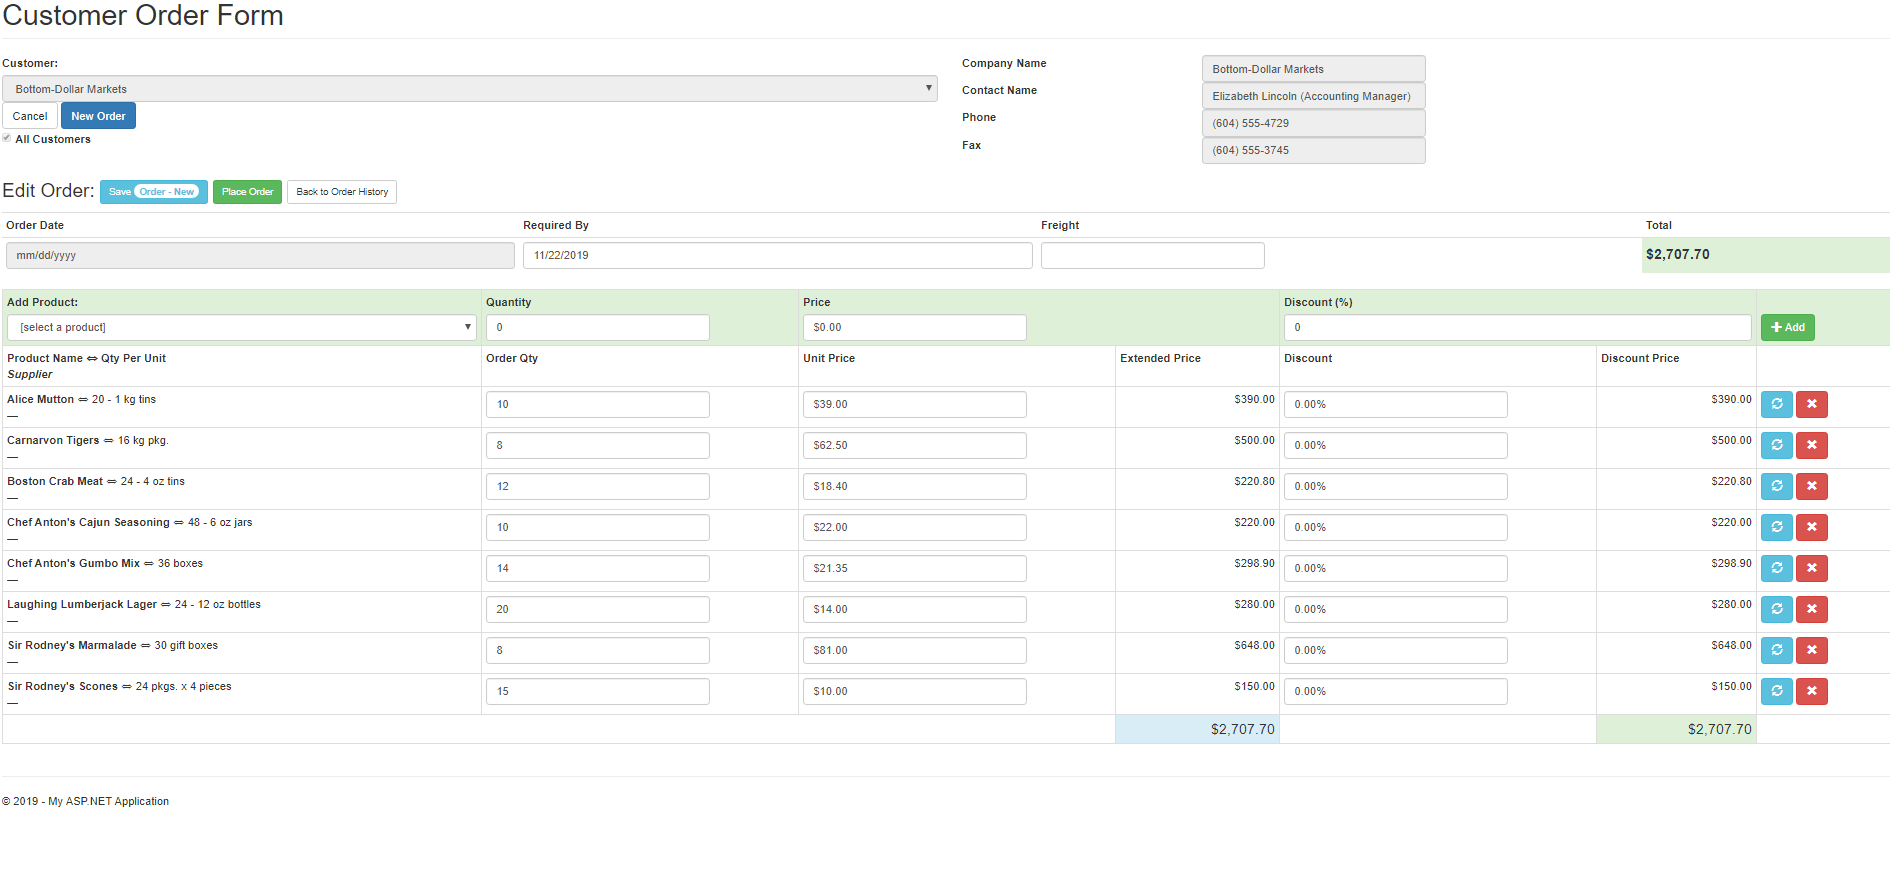 Customer Order Form
Customer:
Bottom-Dollar Markets
Cancel New Order
All Customers
Company Name Bottom-Dollar Markets
Contact Name Elizabeth Lincoln (Accounting Manager)
Phone (604) 555-4729
Fax (604) 555-3745
Edit Order: Save Order - New Place Order Back to Order History
Order Date Required By Freight Total
mm/dd/yyyy 11/22/2019 $2,707.70
Add Product: Quantity Price Discount (%)
[select a product] 0 $0.00 0 Add
Product Name ⇔ Qty Per Unit Order Qty Unit Price Extended Price Discount Discount Price
Supplier
Alice Mutton ⇔ 20 - 1 kg tins 10 $39.00 $390.00 0.00% $390.00
—
Carnarvon Tigers ⇔ 16 kg pkg. 8 $62.50 $500.00 0.00% $500.00
—
Boston Crab Meat ⇔ 24 - 4 oz tins 12 $18.40 $220.80 0.00% $220.80
—
Chef Anton's Cajun Seasoning ⇔ 48 - 6 oz jars 10 $22.00 $220.00 0.00% $220.00
—
Chef Anton's Gumbo Mix ⇔ 36 boxes 14 $21.35 $298.90 0.00% $298.90
—
Laughing Lumberjack Lager ⇔ 24 - 12 oz bottles 20 $14.00 $280.00 0.00% $280.00
—
Sir Rodney's Marmalade ⇔ 30 gift boxes 8 $81.00 $648.00 0.00% $648.00
—
Sir Rodney's Scones ⇔ 24 pkgs. x 4 pieces 15 $10.00 $150.00 0.00% $150.00
—
$2,707.70 $2,707.70
© 2019 - My ASP.NET Application